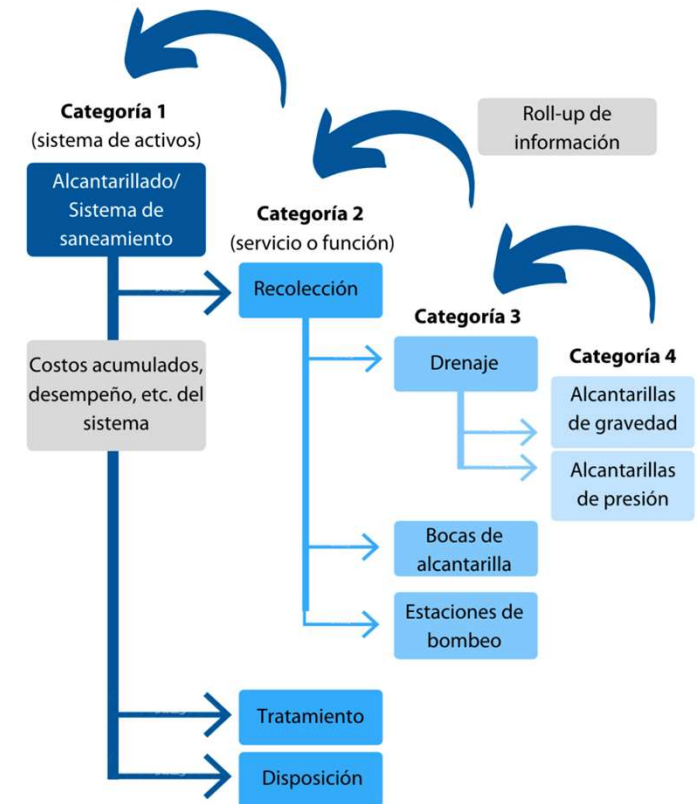 Categoría 1
(sistema de activos)
Alcantarillado/
Sistema de
saneamiento
Roll-up de
información
Categoría 2
(servicio o función)
Recolección
Categoría 3
Drenaje
Categoría 4
Alcantarillas
de gravedad
Alcantarillas
de presión
Costos acumulados,
desempeño, etc. del
sistema
Bocas de
alcantarilla
Estaciones de
bombeo
Tratamiento
Disposición